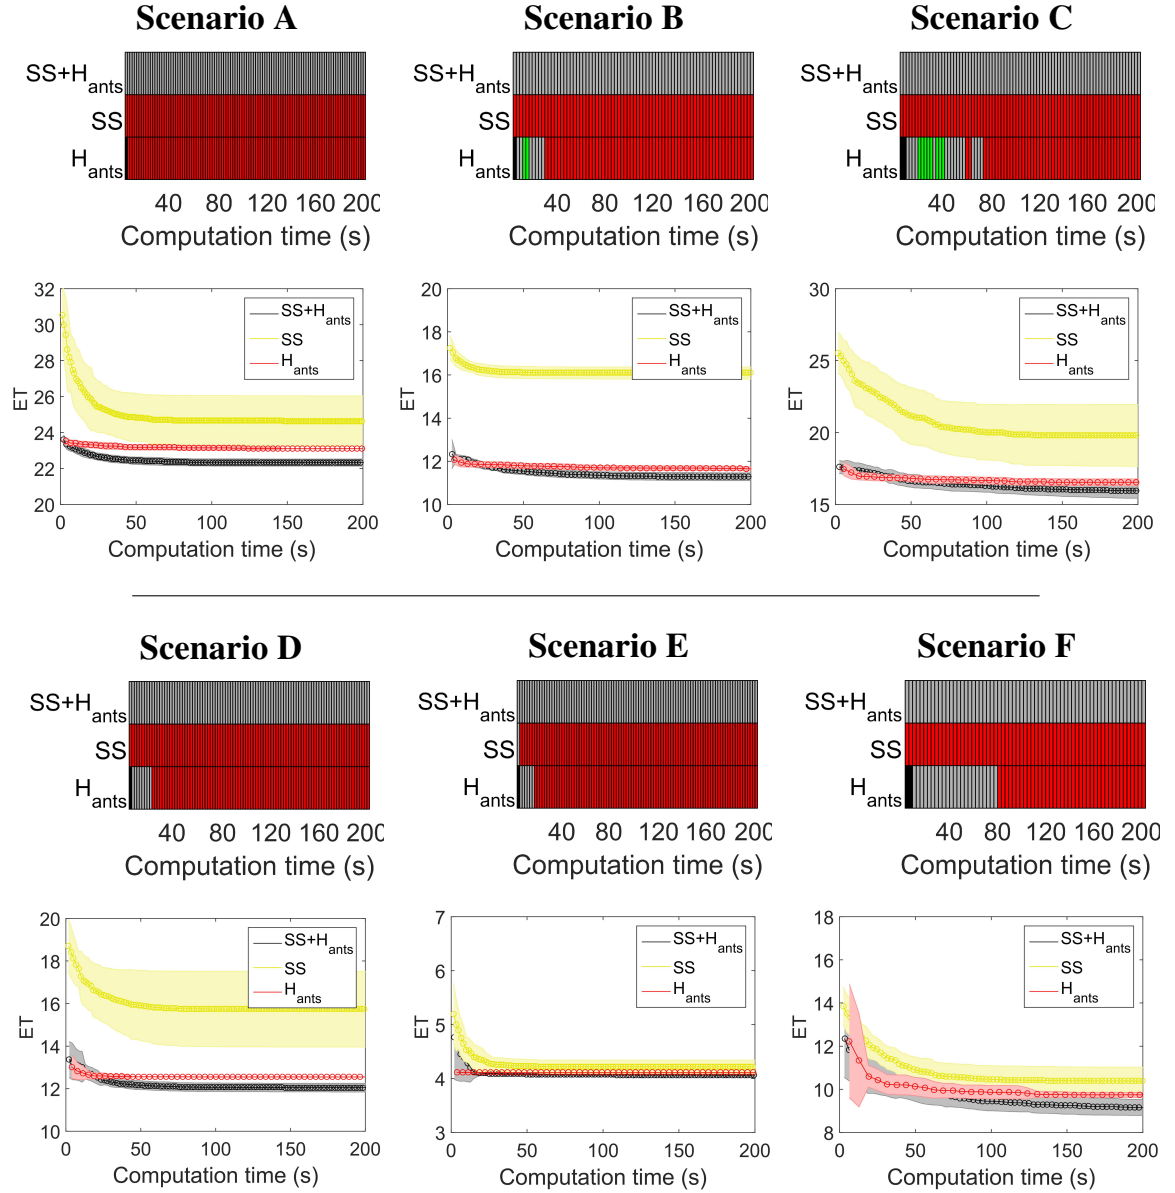 Scenario A
SS+Hants
SS
Hants
40 80 120 160 200
Computation time (s)
Scenario B
SS+Hants
SS
Hants
40 80 120 160 200
Computation time (s)
Scenario C
SS+Hants
SS
Hants
40 80 120 160 200
Computation time (s)
32
30
28
26
24
22
20
ET
SS+Hants
SS
Hants
0 50 100 150 200
Computation time (s)
20
18
16
14
12
10
ET
SS+Hants
SS
Hants
0 50 100 150 200
Computation time (s)
30
25
20
15
ET
SS+Hants
SS
Hants
0 50 100 150 200
Computation time (s)
Scenario D
SS+Hants
SS
Hants
40 80 120 160 200
Computation time (s)
Scenario E
SS+Hants
SS
Hants
40 80 120 160 200
Computation time (s)
Scenario F
SS+Hants
SS
Hants
40 80 120 160 200
Computation time (s)
20
18
16
14
12
10
ET
SS+Hants
SS
Hants
0 50 100 150 200
Computation time (s)
7
6
5
4
3
ET
SS+Hants
SS
Hants
0 50 100 150 200
Computation time (s)
18
16
14
12
10
8
ET
SS+Hants
SS
Hants
0 50 100 150 200
Computation time (s)